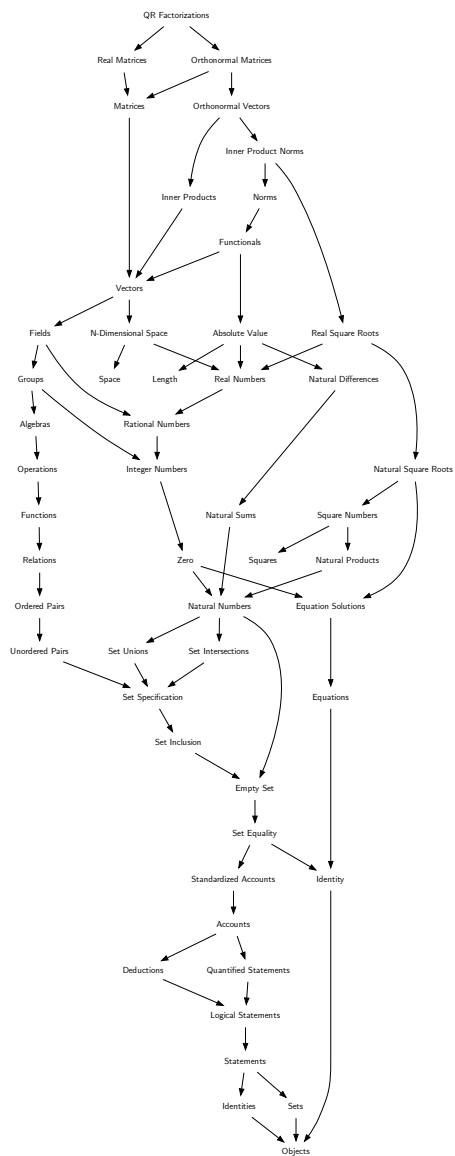 QR Factorizations
Real Matrices
Orthonormal Matrices
Matrices
Orthonormal Vectors
Inner Product Norms
Inner Products
Norms
Functionals
Vectors
Fields
N-Dimensional Space
Absolute Value
Real Square Roots
Groups
Space
Length
Real Numbers
Natural Differences
Algebras
Rational Numbers
Operations
Integer Numbers
Natural Square Roots
Functions
Natural Sums
Square Numbers
Relations
Zero
Squares
Natural Products
Ordered Pairs
Natural Numbers
Equation Solutions
Unordered Pairs
Set Unions
Set Intersections
Set Specification
Equations
Set Inclusion
Empty Set
Set Equality
Standardized Accounts
Identity
Accounts
Deductions
Quantified Statements
Logical Statements
Statements
Identities
Sets
Objects